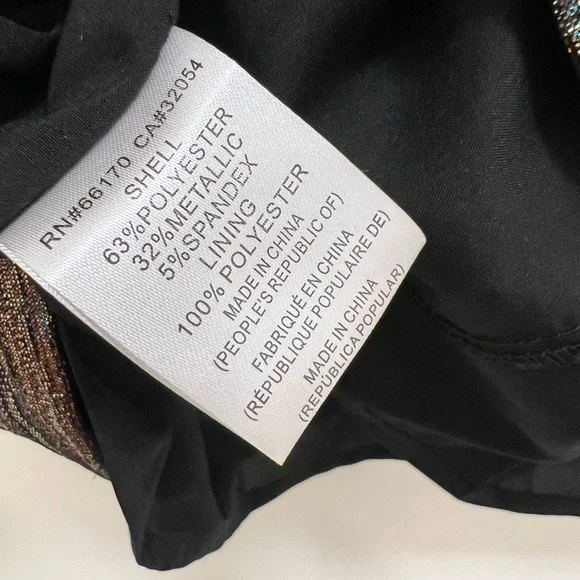 RN#66170 CA#32054
SHELL
63%POLYESTER
32%METALLIC
5%SPANDEX
LINING
100% POLYESTER
MADE IN CHINA
(PEOPLE'S REPUBLIC OF)
FABRIQUÉ EN CHINA
(RÉPUBLIQUE POPULAIRE DE)
MADE IN CHINA
(REPÚBLICA POPULAR)